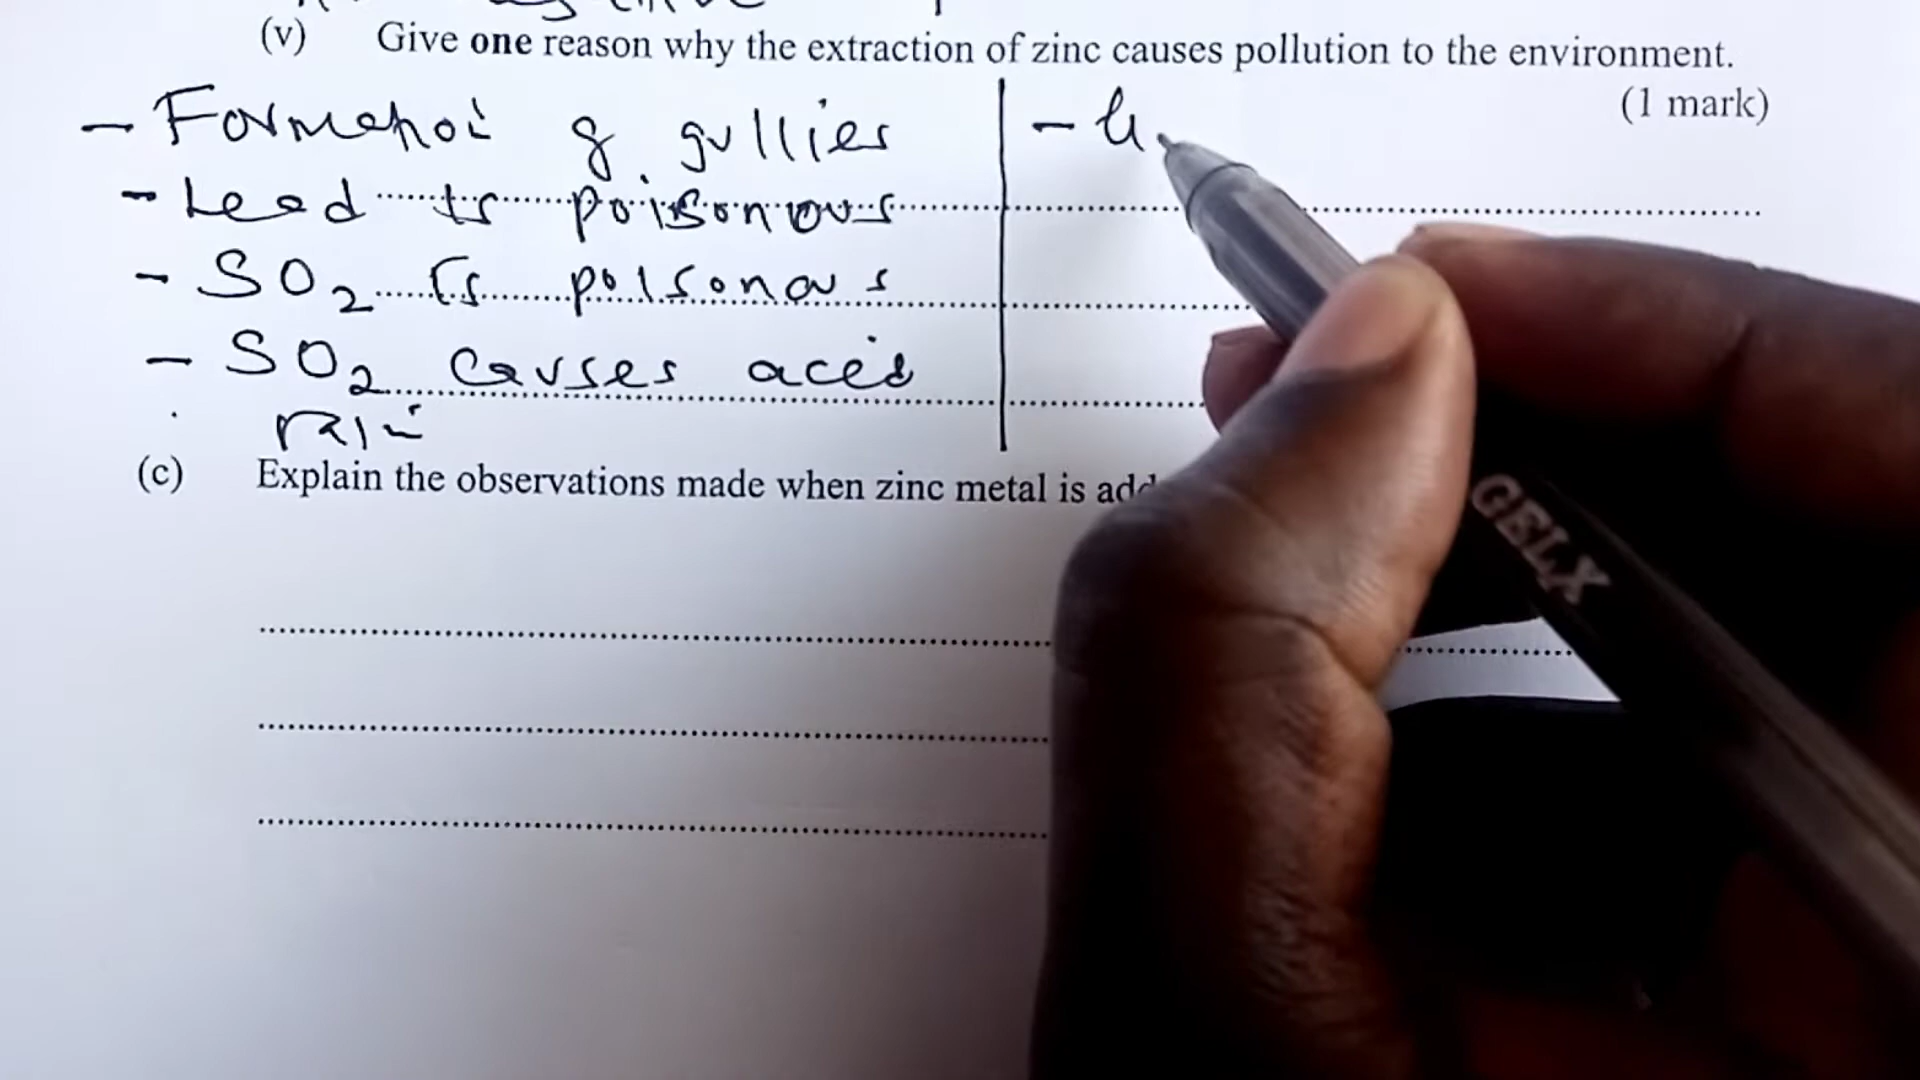 (v) Give one reason why the extraction of zinc causes pollution to the environment.
(1 mark)
- Formation of gullies
- Lead is poisonous
- SO2 is poisonous
- SO2 causes acid
rain
-
(c) Explain the observations made when zinc metal is
GELX